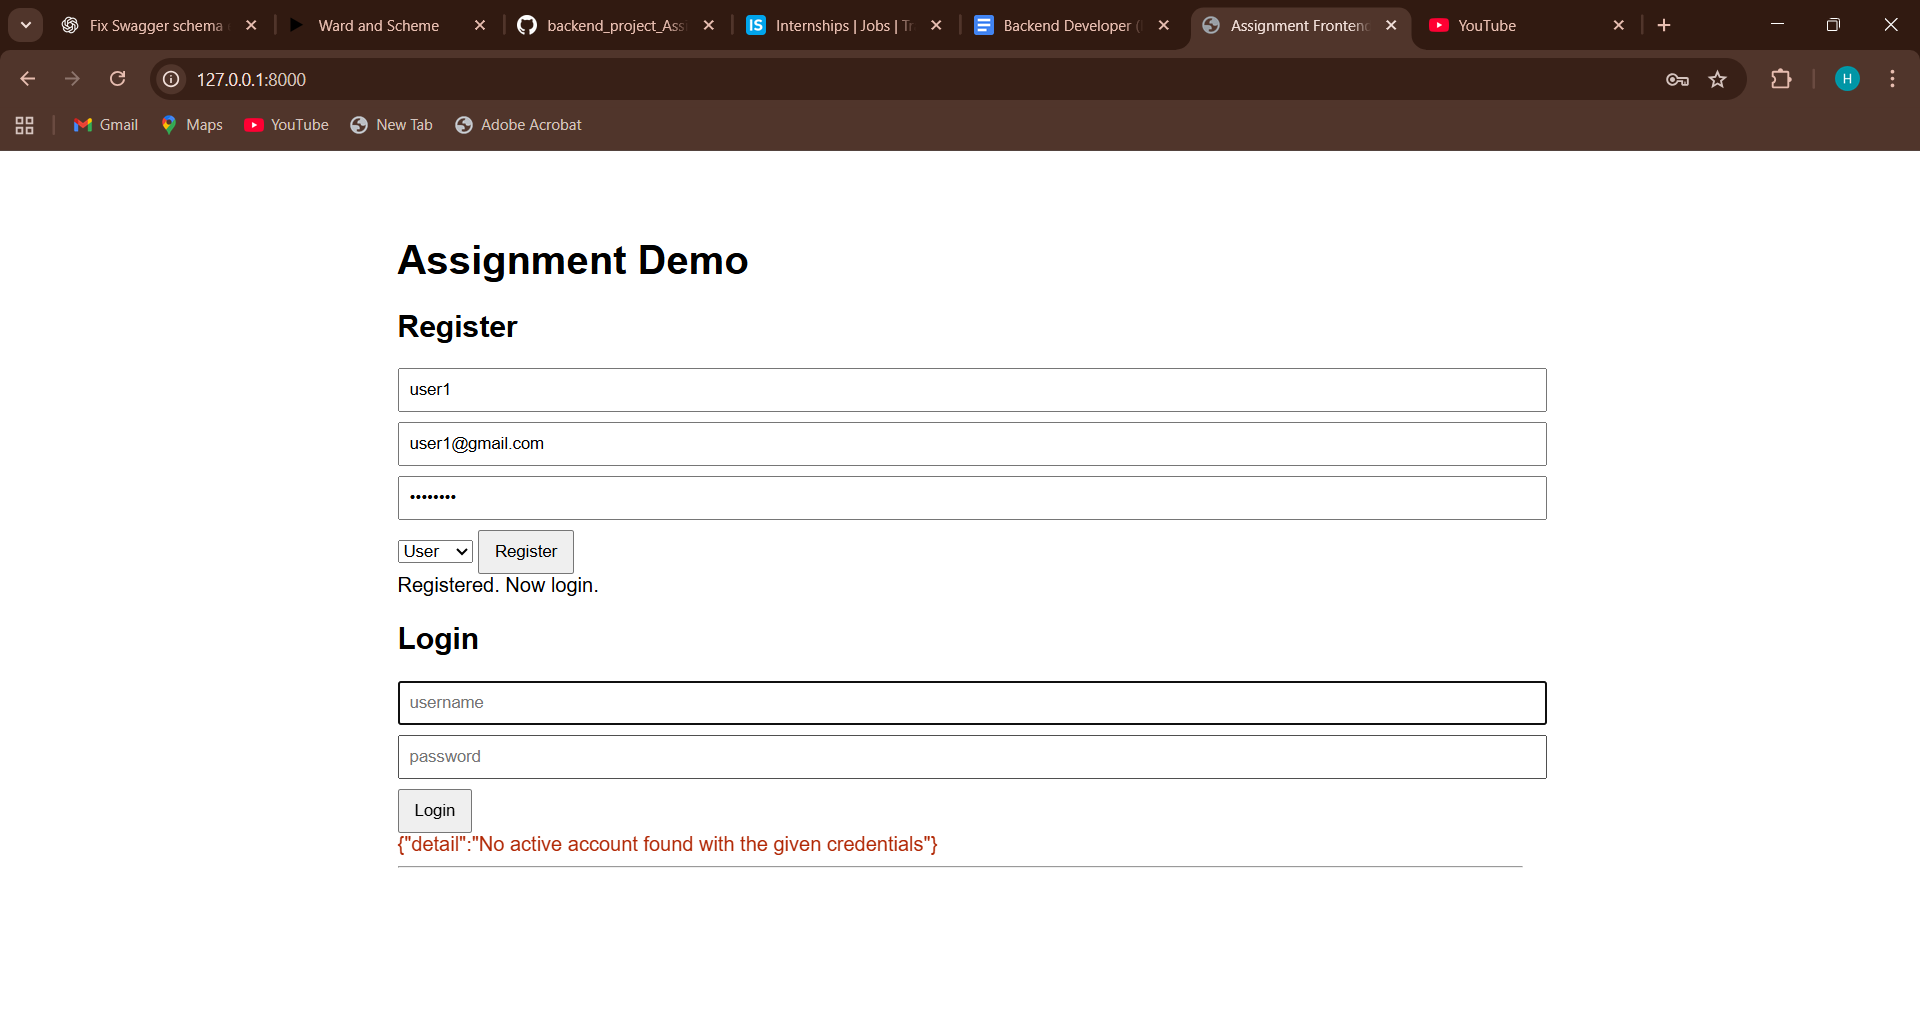 Fix Swagger schema
Ward and Scheme
backend_project_Ass
Internships | Jobs | Tr
Backend Developer (
Assignment Frontend
YouTube
127.0.0.1:8000
H
Gmail
Maps
YouTube
New Tab
Adobe Acrobat
Assignment Demo
Register
user1
user1@gmail.com
••••••••
User
Register
Registered. Now login.
Login
username
password
Login
{"detail":"No active account found with the given credentials"}